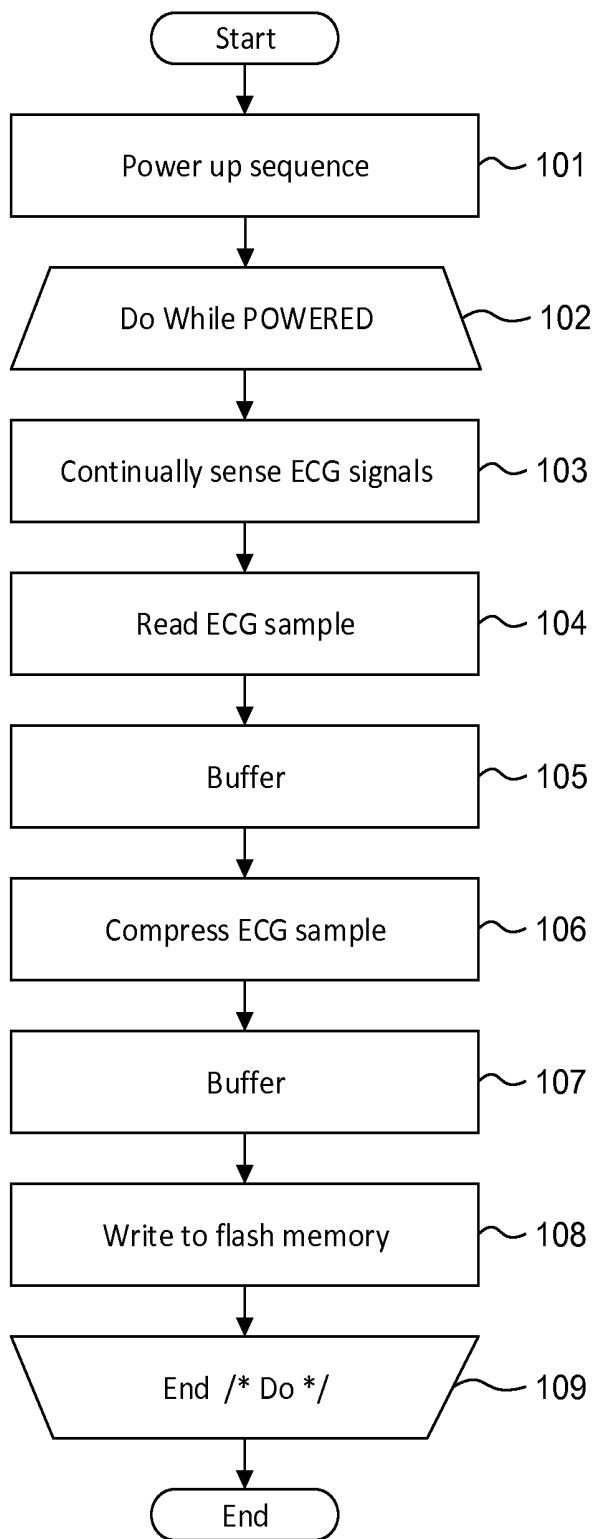 Start
Power up sequence 101
Do While POWERED 102
Continually sense ECG signals 103
Read ECG sample 104
Buffer 105
Compress ECG sample 106
Buffer 107
Write to flash memory 108
End /* Do */ 109
End